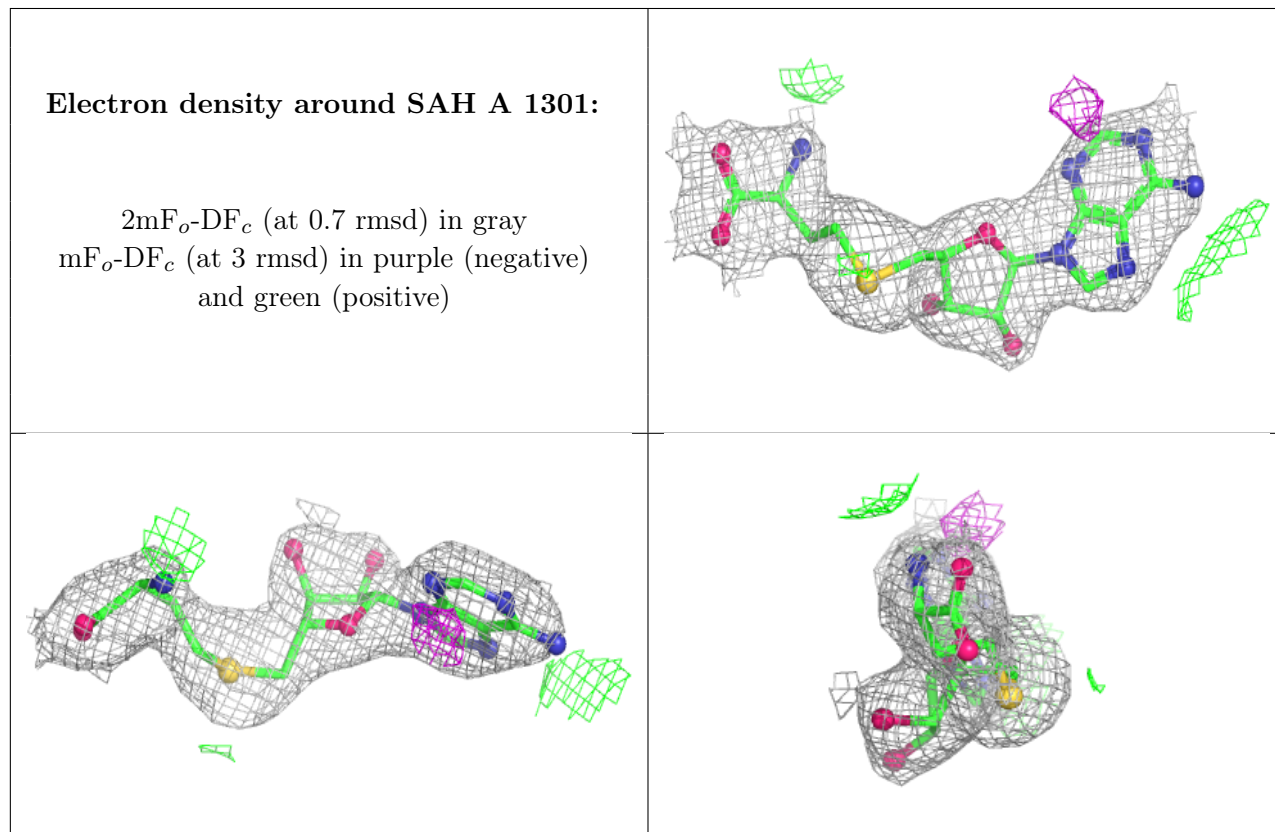 Electron density around SAH A 1301:
2mFo-DFc (at 0.7 rmsd) in gray
mFo-DFc (at 3 rmsd) in purple (negative)
and green (positive)